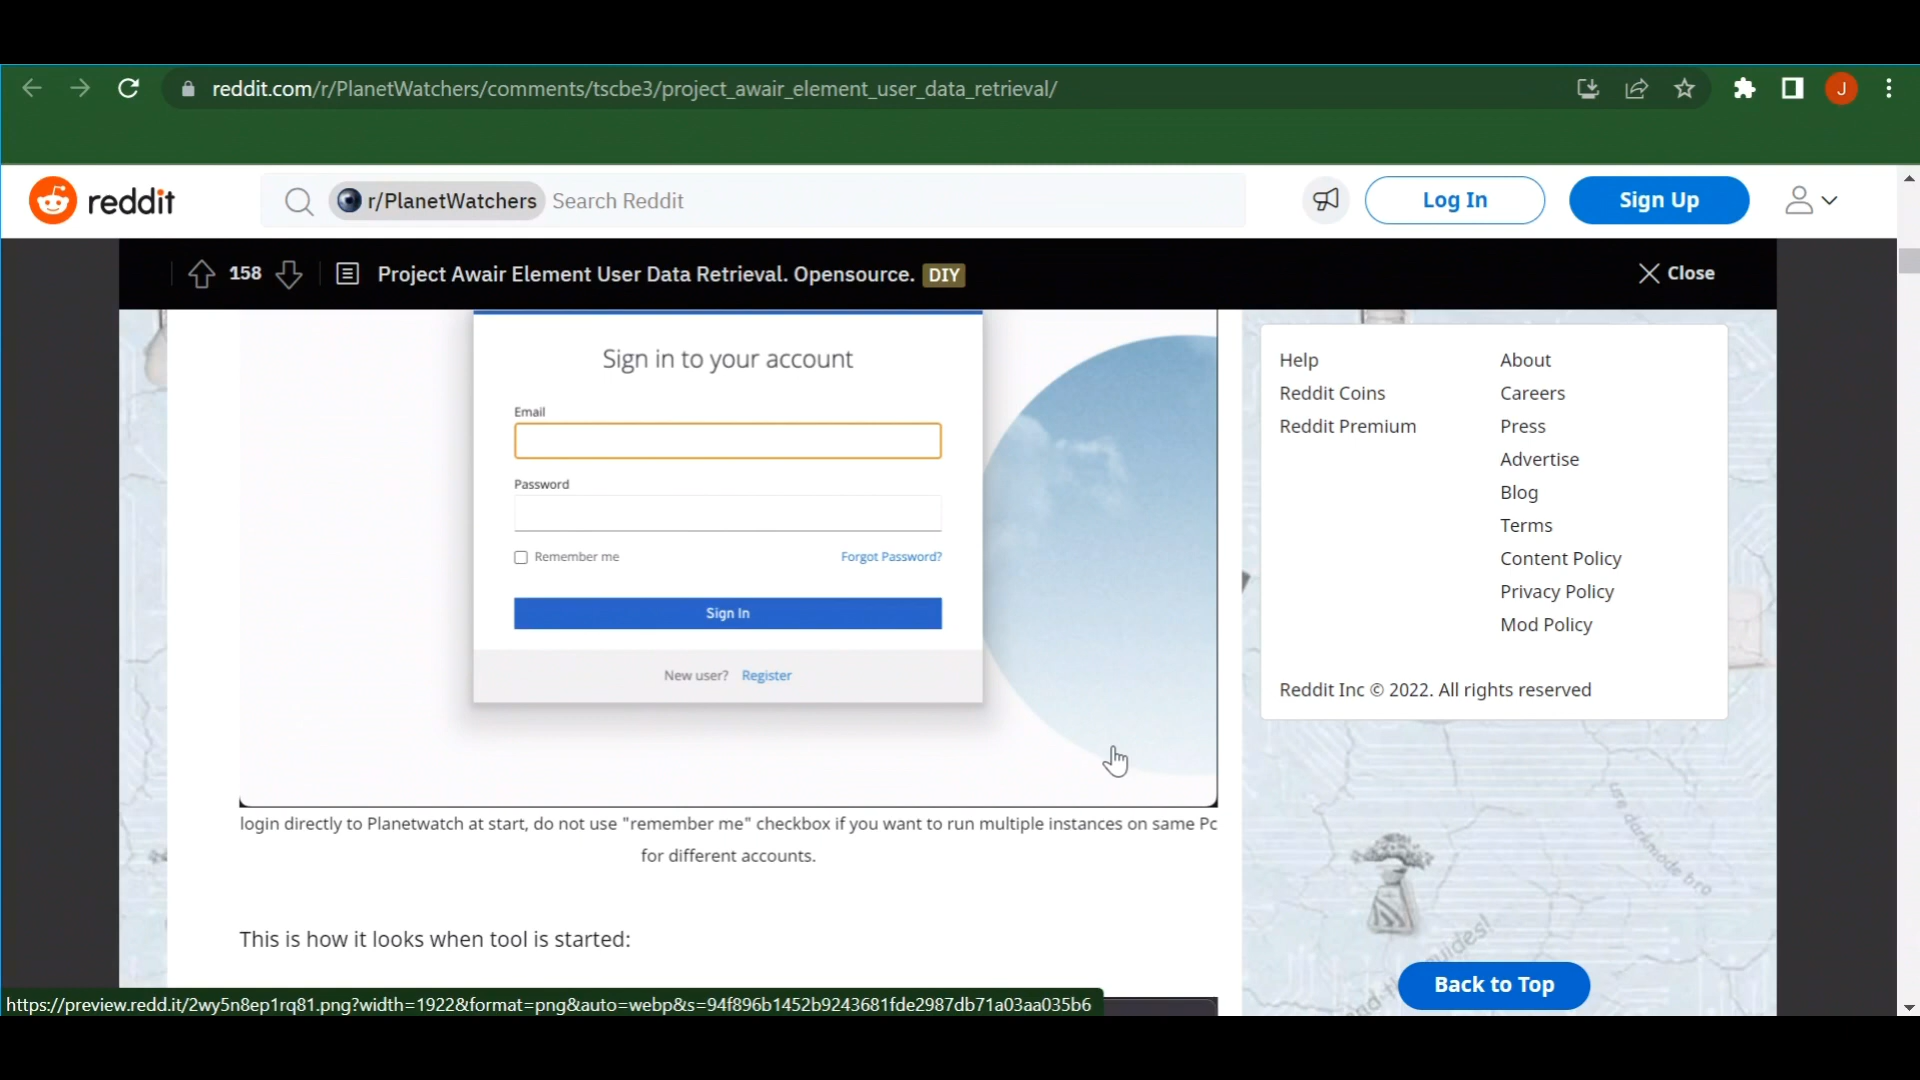 reddit.com/r/PlanetWatchers/comments/tscbe3/project_awair_element_user_data_retrieval/
J
reddit
r/PlanetWatchers Search Reddit
Log In
Sign Up
158
Project Awair Element User Data Retrieval. Opensource. DIY
Close
Sign in to your account
Email
Password
Remember me
Forgot Password?
Sign In
New user? Register
login directly to Planetwatch at start, do not use "remember me" checkbox if you want to run multiple instances on same Pc
for different accounts.
This is how it looks when tool is started:
Help
About
Reddit Coins
Careers
Reddit Premium
Press
Advertise
Blog
Terms
Content Policy
Privacy Policy
Mod Policy
Reddit Inc © 2022. All rights reserved
use darkmode bro
Back to Top
https://preview.redd.it/2wy5n8ep1rq81.png?width=1922&format=png&auto=webp&s=94f896b1452b9243681fde2987db71a03aa035b6